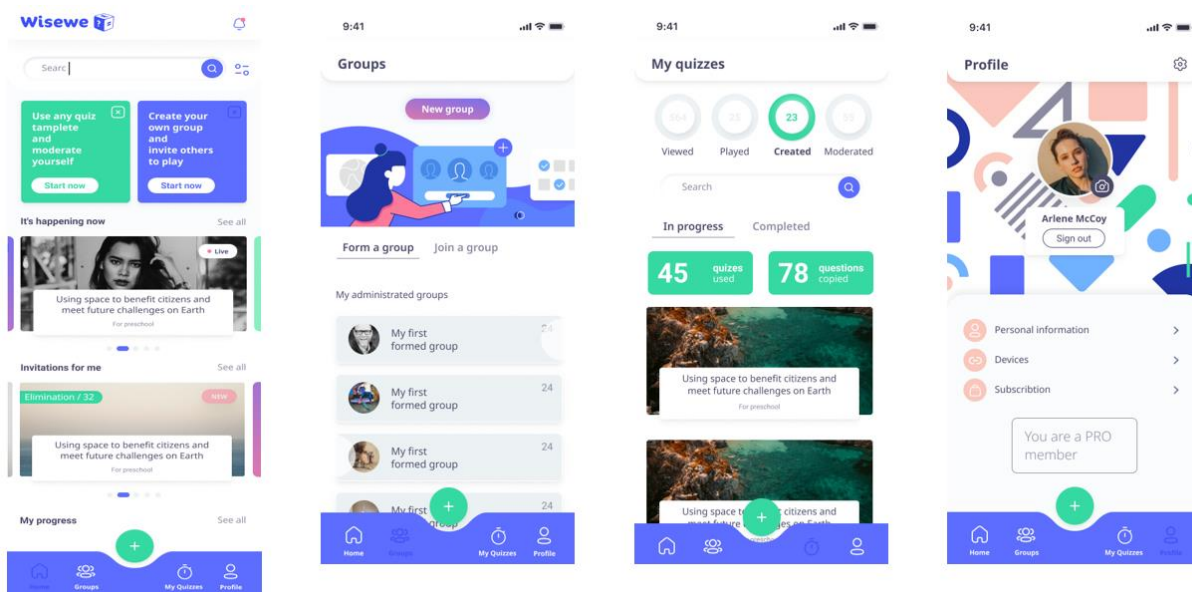 Wisewe
Searc
Use any quiz
tamplete
and
moderate
yourself
Start now
Create your
own group
and
invite others
to play
Start now
It's happening now
See all
Live
Using space to benefit citizens and
meet future challenges on Earth
For preschool
Invitations for me
See all
Elimination / 32
NEW
Using space to benefit citizens and
meet future challenges on Earth
For preschool
My progress
See all
+
Home
Groups
My Quizzes
Profile
9:41
Groups
New group
Form a group
Join a group
My administrated groups
My first
formed group
24
My first
formed group
24
My first
formed group
24
My first
group
24
+
Home
Groups
My Quizzes
Profile
9:41
My quizzes
23
Viewed
Played
Created
Moderated
Search
In progress
Completed
45
quizes
used
78
questions
copied
Using space to benefit citizens and
meet future challenges on Earth
For preschool
Using space t citizens and
+
9:41
Profile
Arlene McCoy
Sign out
Personal information
Devices
Subscribtion
You are a PRO
member
+
Home
Groups
My Quizzes
Profile